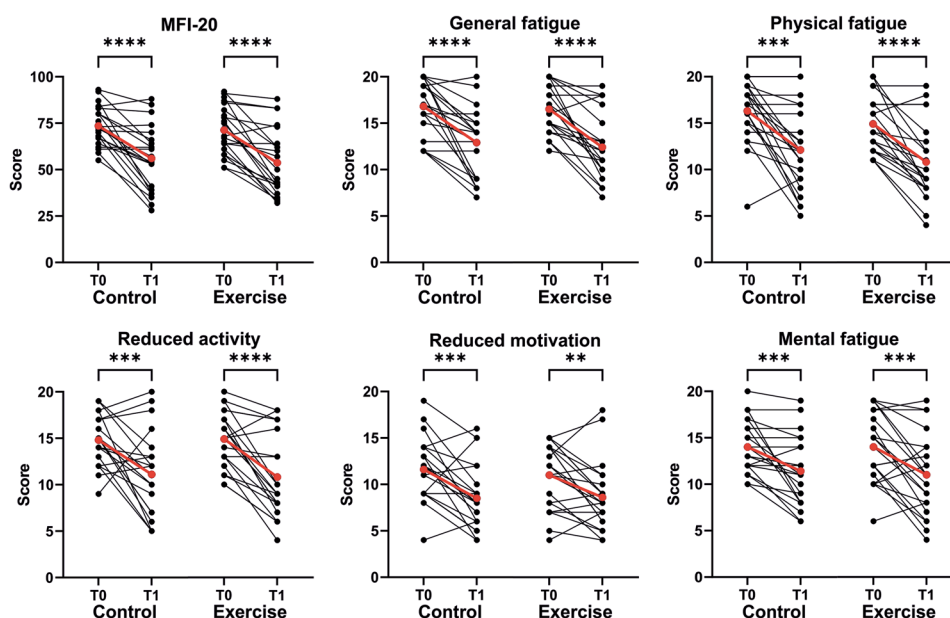 MFI-20
**** ****
100
75
50
25
0
Score
T0 T1 T0 T1
Control Exercise
General fatigue
**** ****
20
15
10
5
0
Score
T0 T1 T0 T1
Control Exercise
Physical fatigue
*** ****
20
15
10
5
0
Score
T0 T1 T0 T1
Control Exercise
Reduced activity
*** ****
20
15
10
5
0
Score
T0 T1 T0 T1
Control Exercise
Reduced motivation
*** **
20
15
10
5
0
Score
T0 T1 T0 T1
Control Exercise
Mental fatigue
*** ***
20
15
10
5
0
Score
T0 T1 T0 T1
Control Exercise